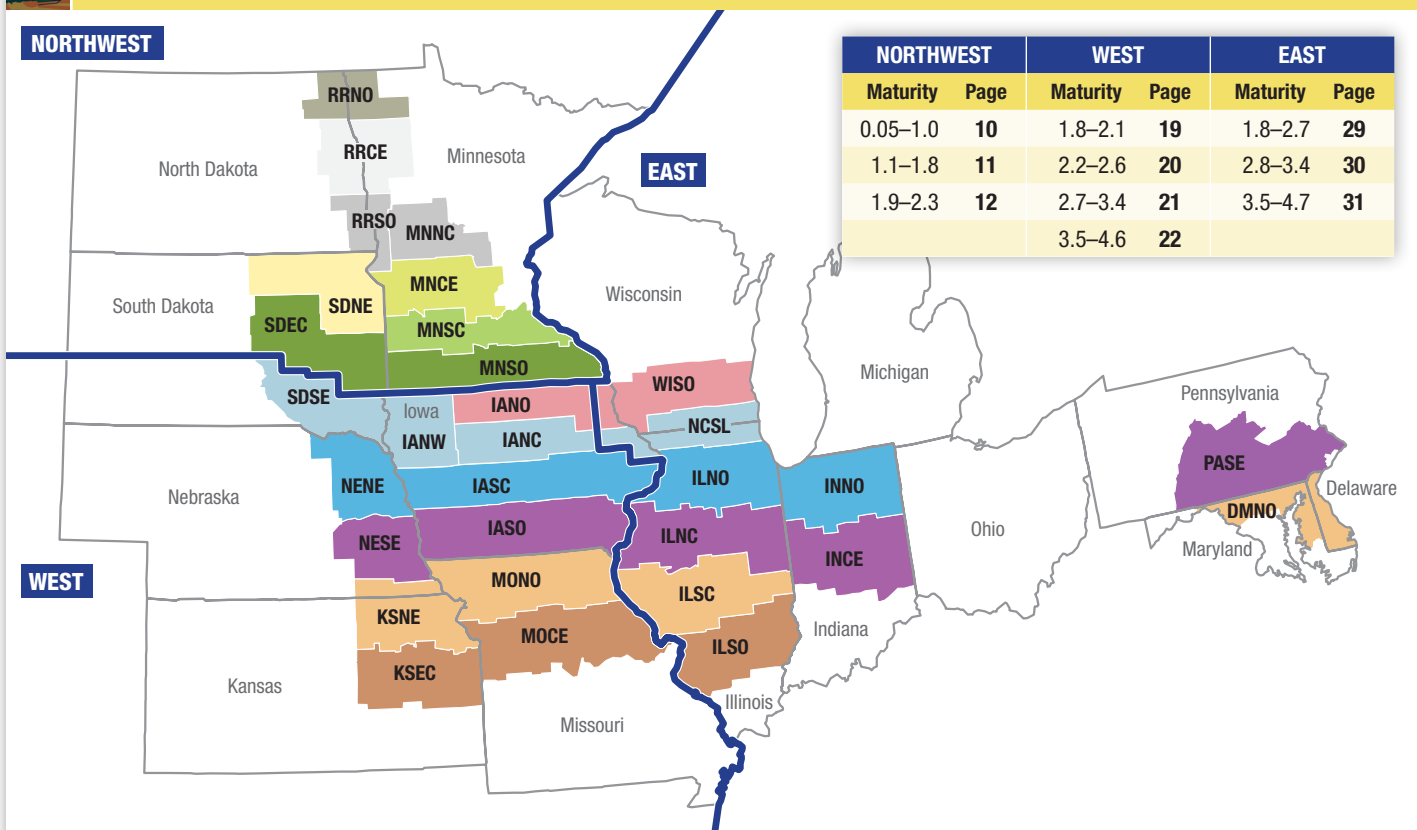 NORTHWEST
NORTHWEST WEST EAST
Maturity Page Maturity Page Maturity Page
0.05–1.0 10 1.8–2.1 19 1.8–2.7 29
1.1–1.8 11 2.2–2.6 20 2.8–3.4 30
1.9–2.3 12 2.7–3.4 21 3.5–4.7 31
3.5–4.6 22
RRNO
RRCE
North Dakota
Minnesota
EAST
RRSO
MNNC
MNCE
Wisconsin
South Dakota
SDNE
SDEC
MNSC
MNSO
Michigan
WISO
SDSE
Iowa
IANO
Pennsylvania
NCSL
IANW
IANC
PASE
NENE
IASC
ILNO
INNO
Delaware
Nebraska
DMNO
IASO
Ohio
ILNC
NESE
Maryland
INCE
WEST
MONO
ILSC
KSNE
MOCE
Indiana
ILSO
KSEC
Kansas
Illinois
Missouri